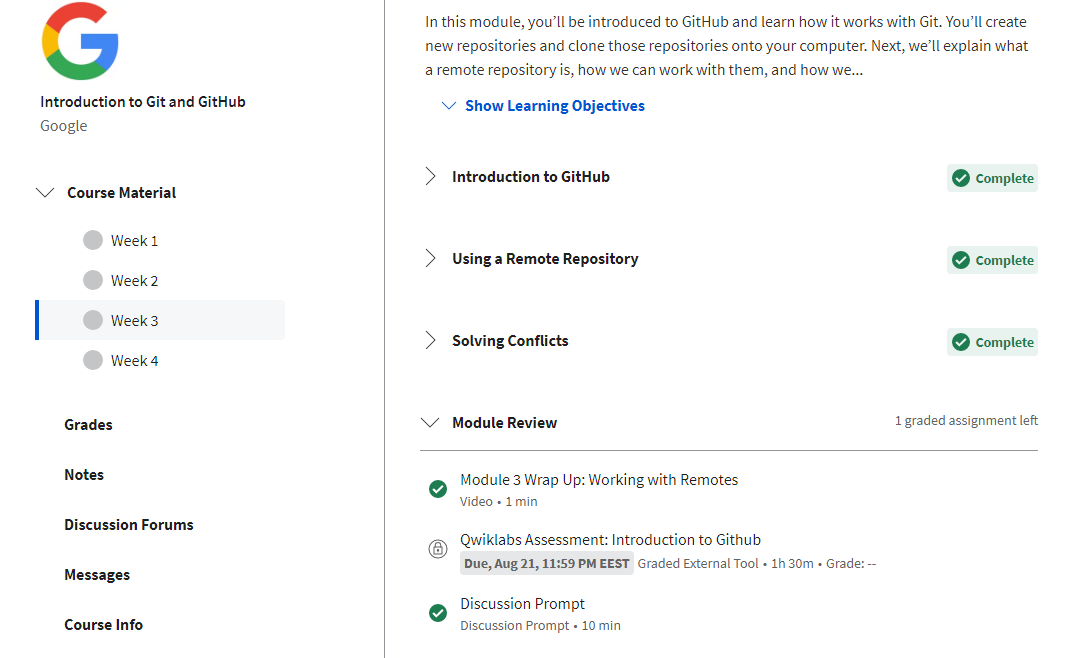 Introduction to Git and GitHub
Google
Course Material
Week 1
Week 2
Week 3
Week 4
Grades
Notes
Discussion Forums
Messages
Course Info
In this module, you’ll be introduced to GitHub and learn how it works with Git. You’ll create
new repositories and clone those repositories onto your computer. Next, we’ll explain what
a remote repository is, how we can work with them, and how we...
Show Learning Objectives
Introduction to GitHub
Complete
Using a Remote Repository
Complete
Solving Conflicts
Complete
Module Review
1 graded assignment left
Module 3 Wrap Up: Working with Remotes
Video • 1 min
Qwiklabs Assessment: Introduction to Github
Due, Aug 21, 11:59 PM EEST Graded External Tool • 1h 30m • Grade: --
Discussion Prompt
Discussion Prompt • 10 min